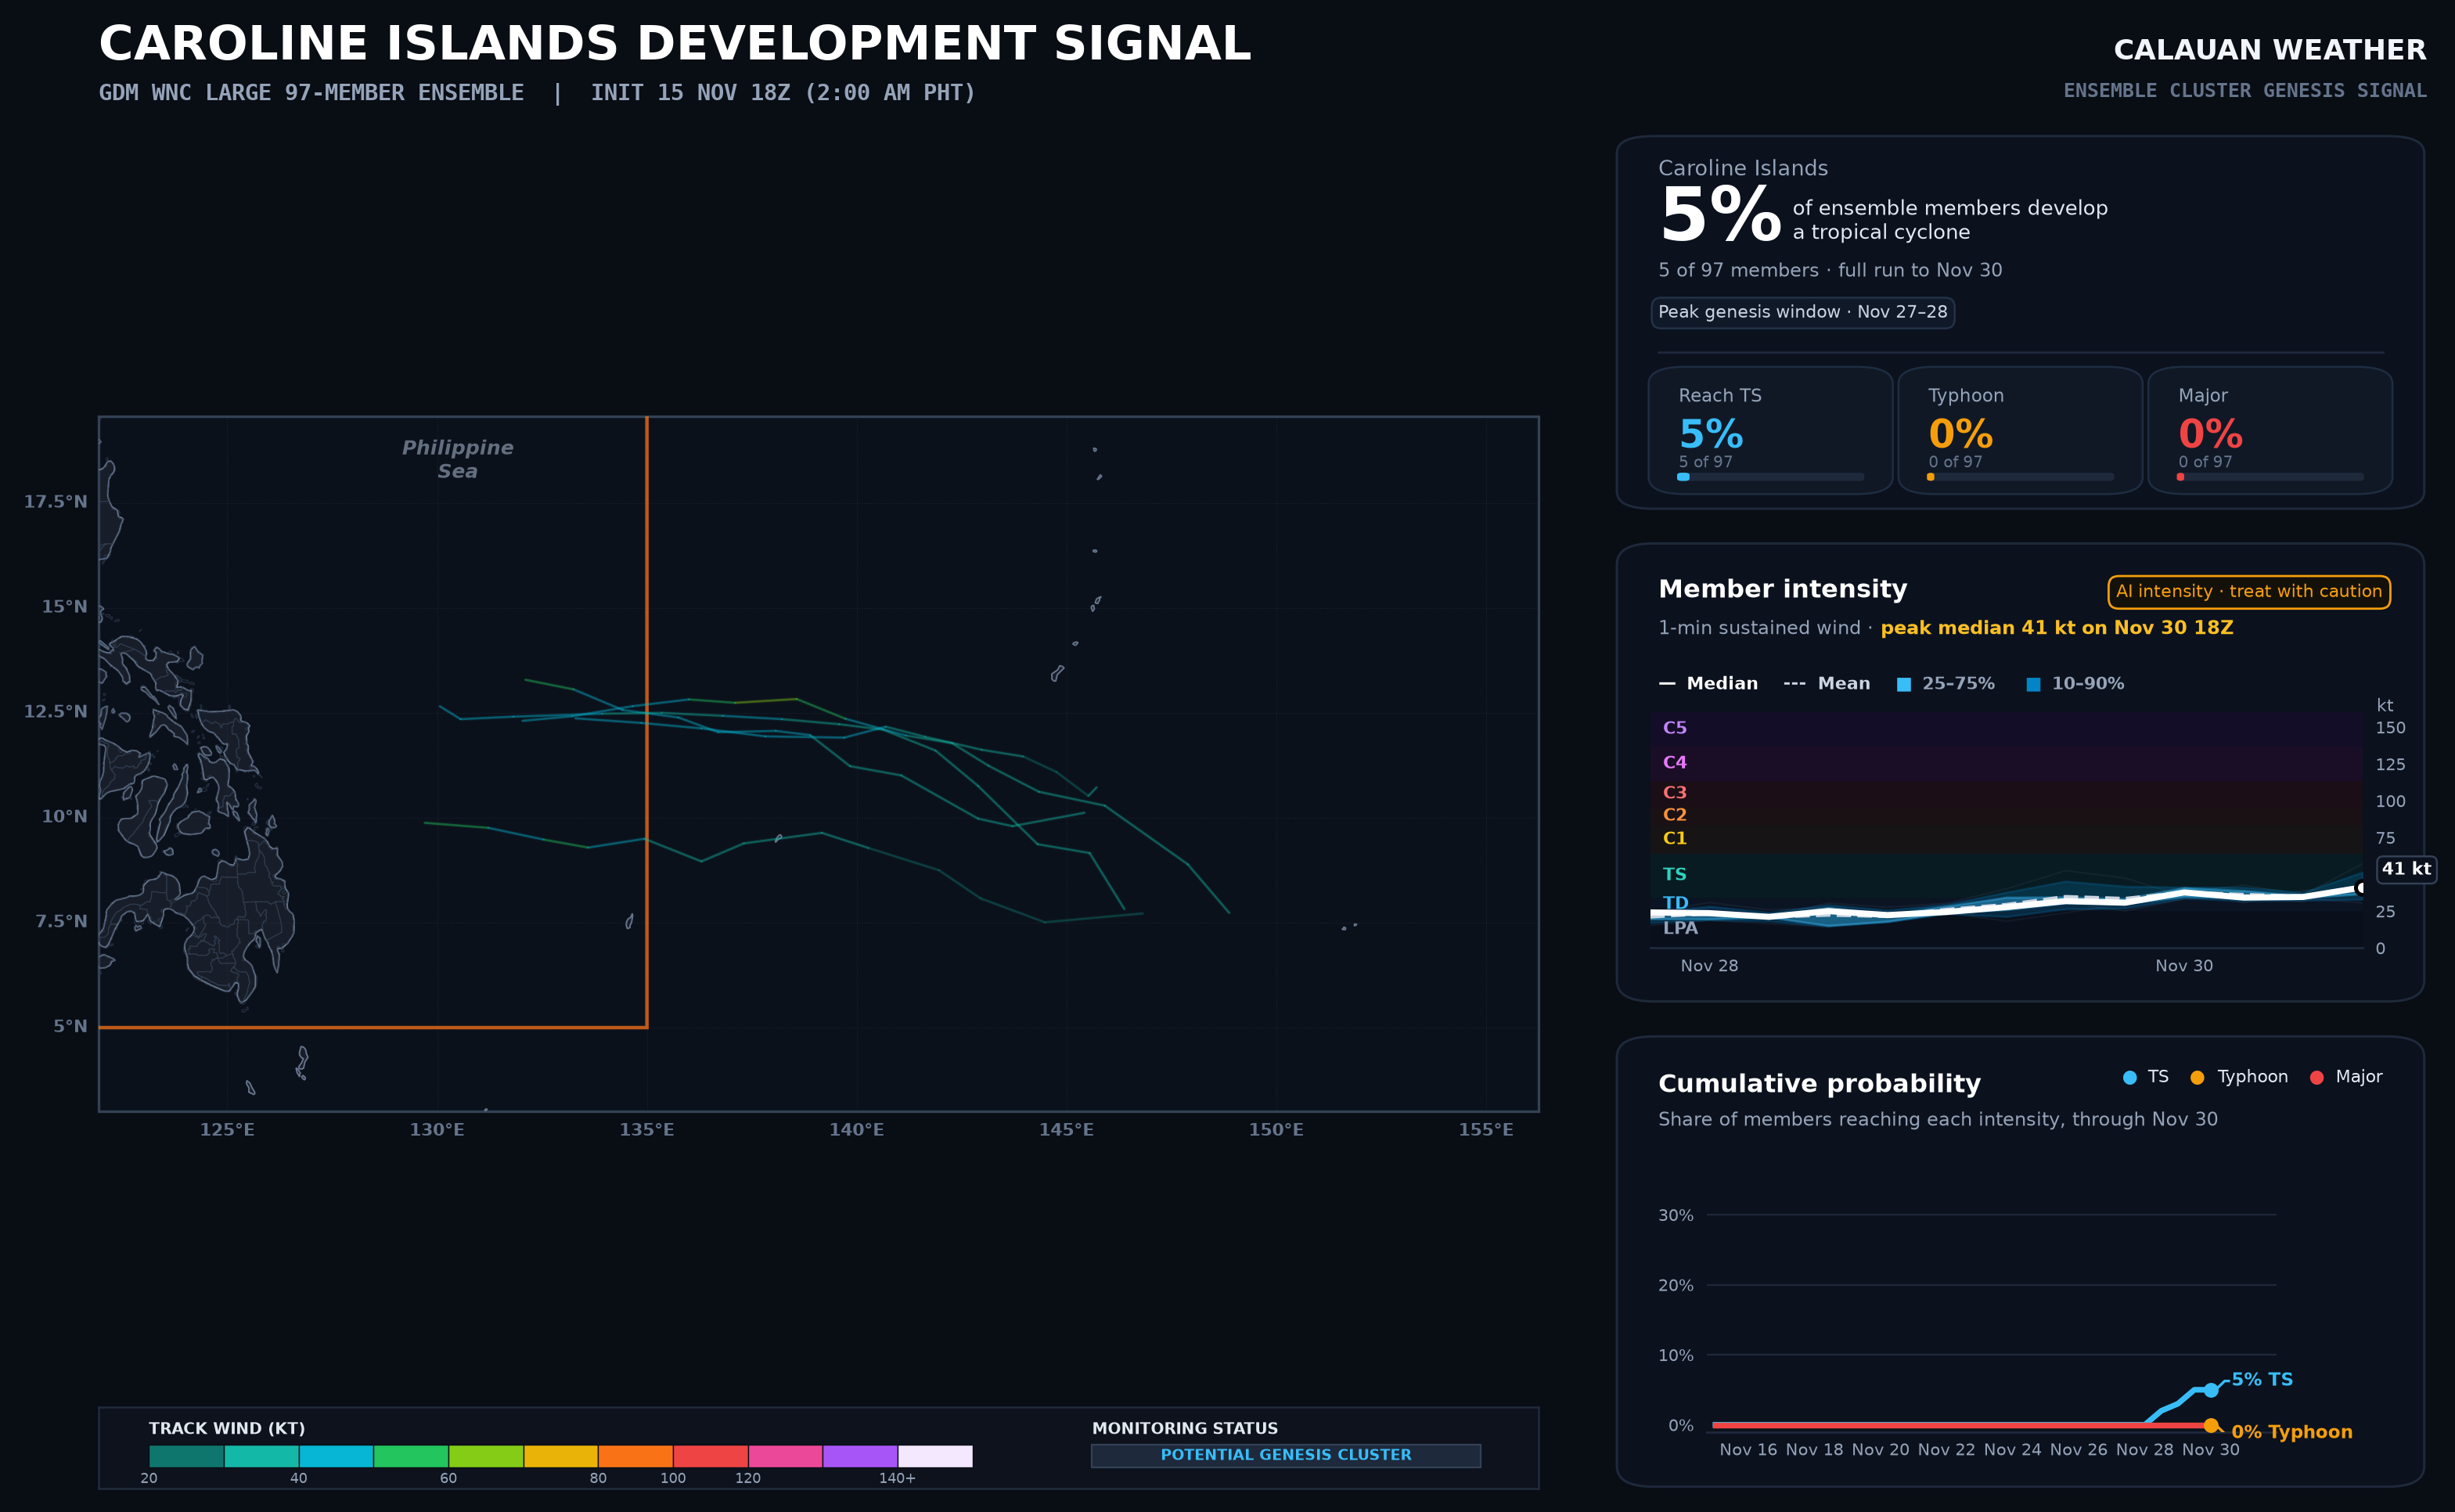 CAROLINE ISLANDS DEVELOPMENT SIGNAL
GDM WNC LARGE 97-MEMBER ENSEMBLE | INIT 15 NOV 18Z (2:00 AM PHT)
CALAUAN WEATHER
ENSEMBLE CLUSTER GENESIS SIGNAL
Philippine
Sea
17.5°N
15°N
12.5°N
10°N
7.5°N
5°N
125°E 130°E 135°E 140°E 145°E 150°E 155°E
TRACK WIND (KT)
20 40 60 80 100 120 140+
MONITORING STATUS
POTENTIAL GENESIS CLUSTER
Caroline Islands
5% of ensemble members develop
a tropical cyclone
5 of 97 members · full run to Nov 30
Peak genesis window · Nov 27–28
Reach TS
5%
5 of 97
Typhoon
0%
0 of 97
Major
0%
0 of 97
Member intensity
AI intensity · treat with caution
1-min sustained wind · peak median 41 kt on Nov 30 18Z
Median Mean 25–75% 10–90%
kt
C5 150
C4 125
C3 100
C2
C1 75
41 kt
TS
TD 25
LPA
0
Nov 28 Nov 30
Cumulative probability
TS Typhoon Major
Share of members reaching each intensity, through Nov 30
30%
20%
10%
5% TS
0%
0% Typhoon
Nov 16 Nov 18 Nov 20 Nov 22 Nov 24 Nov 26 Nov 28 Nov 30